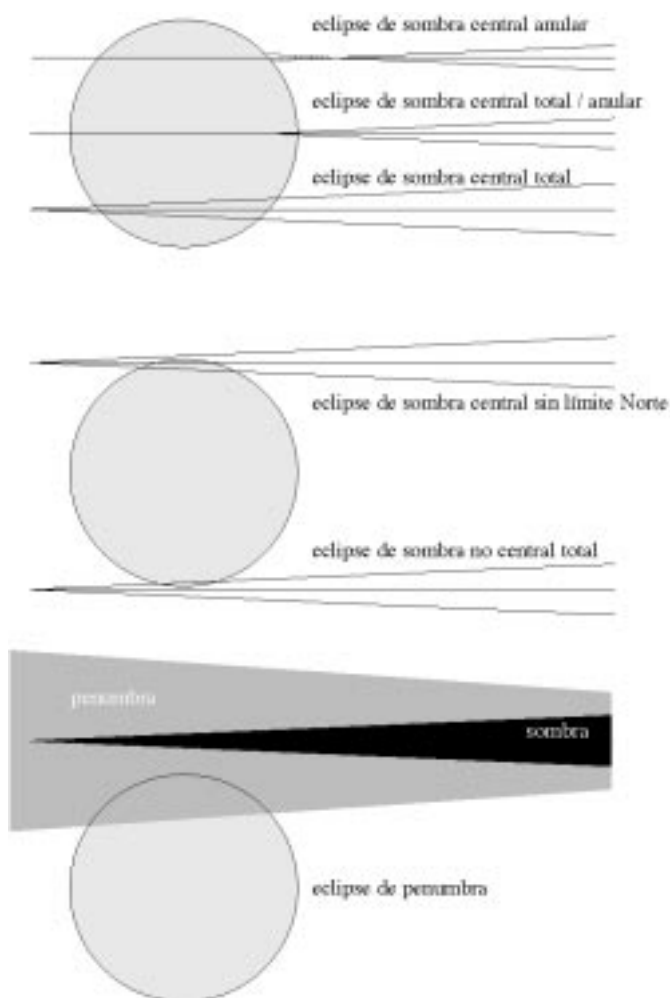 eclipse de sombra central anular
eclipse de sombra central total / anular
eclipse de sombra central total
eclipse de sombra central sin límite Norte
eclipse de sombra no central total
penumbra
sombra
eclipse de penumbra